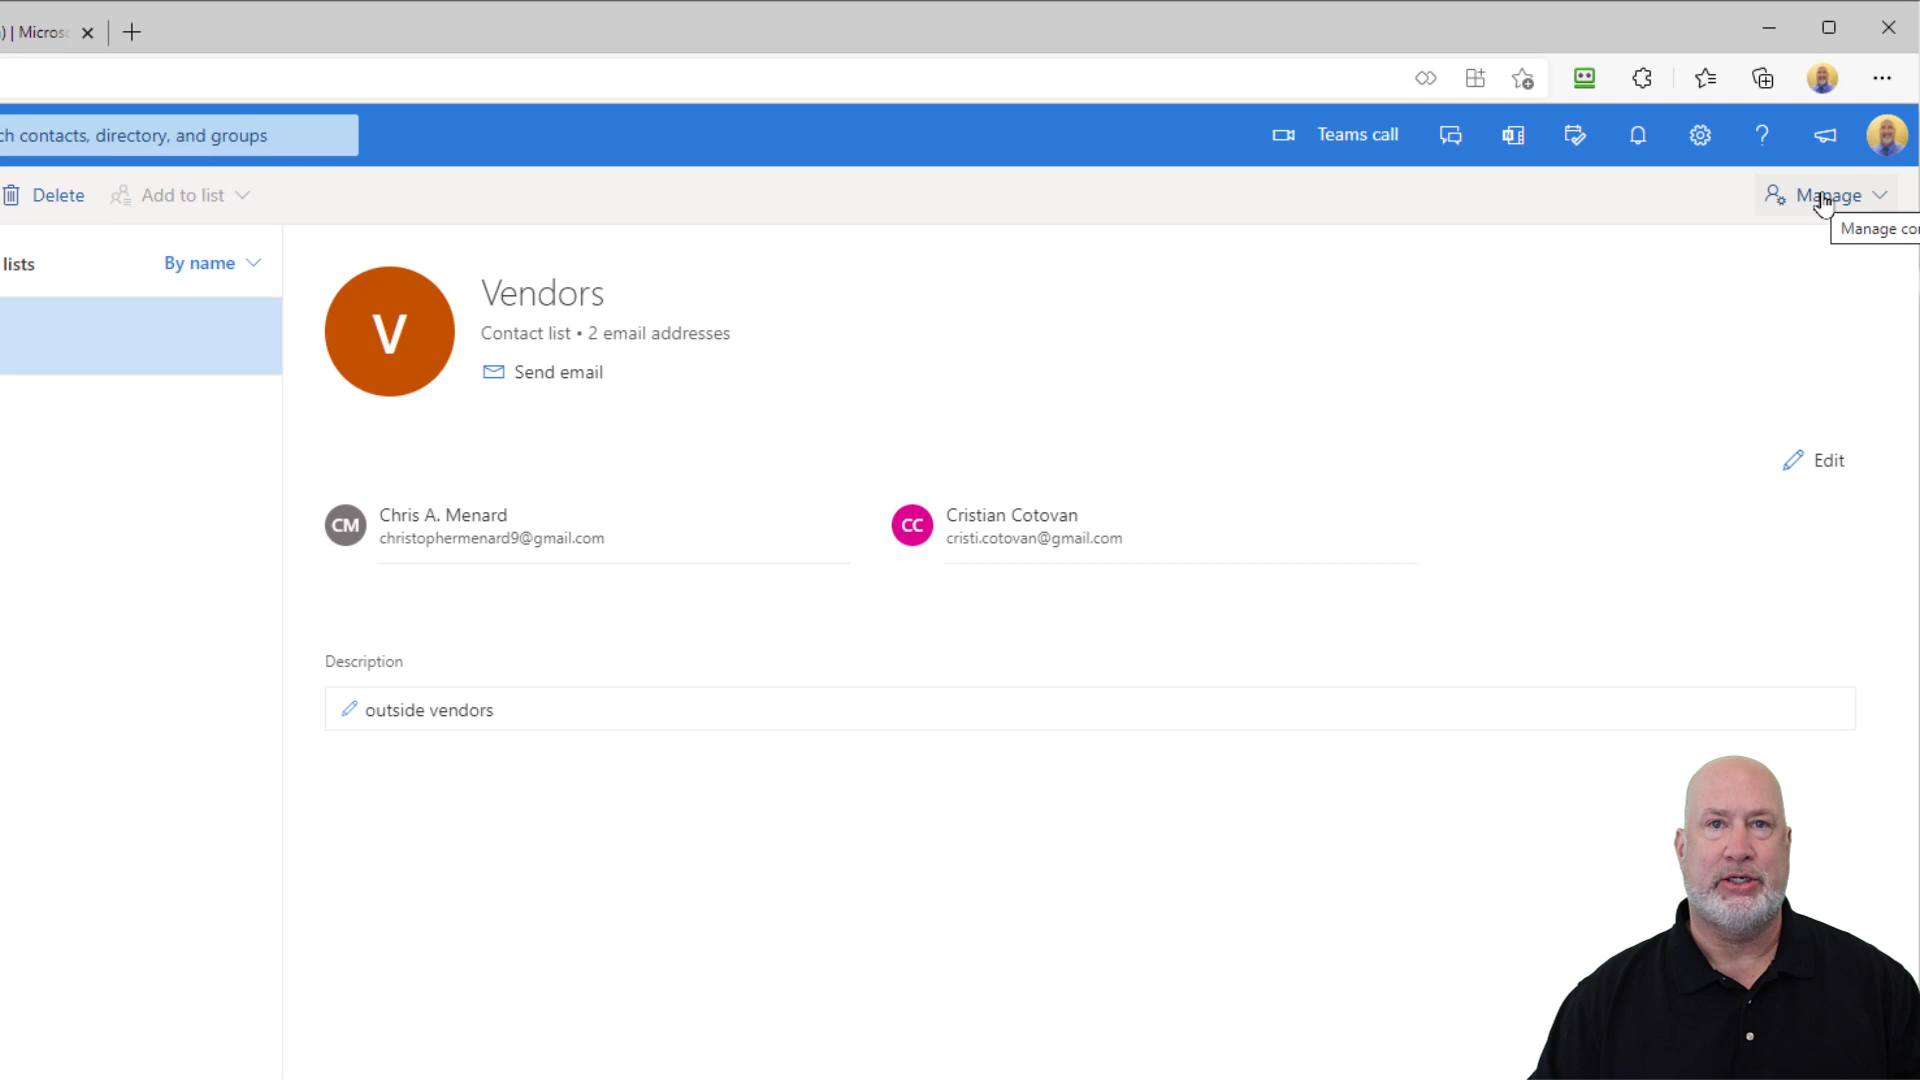 ) | Micros
ch contacts, directory, and groups
Teams call
Delete
Add to list
Manage
Manage co
lists
By name
V
Vendors
Contact list • 2 email addresses
Send email
Edit
CM
Chris A. Menard
christophermenard9@gmail.com
CC
Cristian Cotovan
cristi.cotovan@gmail.com
Description
outside vendors